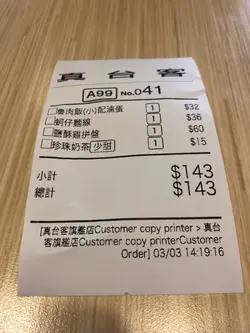 真台客
A99 No.041
魯肉飯(小)配滷蛋 1 $32
蚵仔麵線 1 $36
鹽酥雞拼盤 1 $60
珍珠奶茶 少甜 1 $15
小計 $143
總計 $143
[真台客旗艦店Customer copy printer > 真台
客旗艦店Customer copy printerCustomer
Order] 03/03 14:19:16